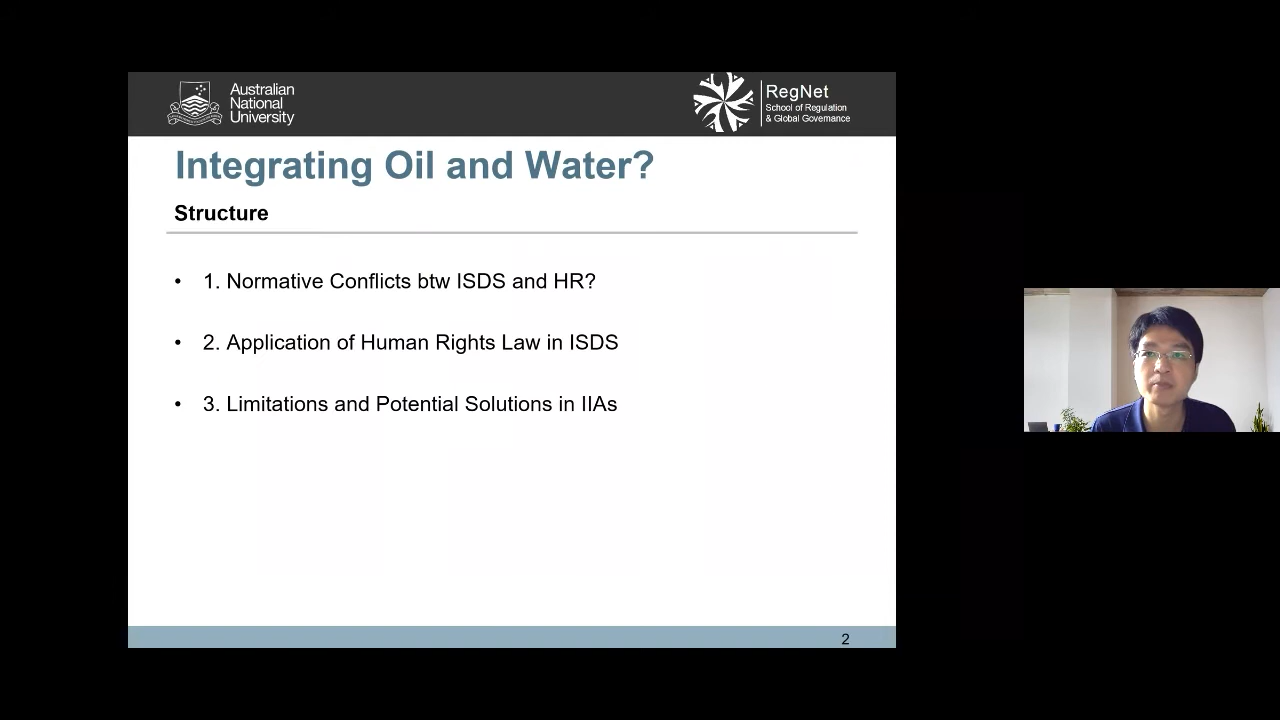 Australian
National
University
RegNet
School of Regulation
& Global Governance
Integrating Oil and Water?
Structure
• 1. Normative Conflicts btw ISDS and HR?
• 2. Application of Human Rights Law in ISDS
• 3. Limitations and Potential Solutions in IIAs
2